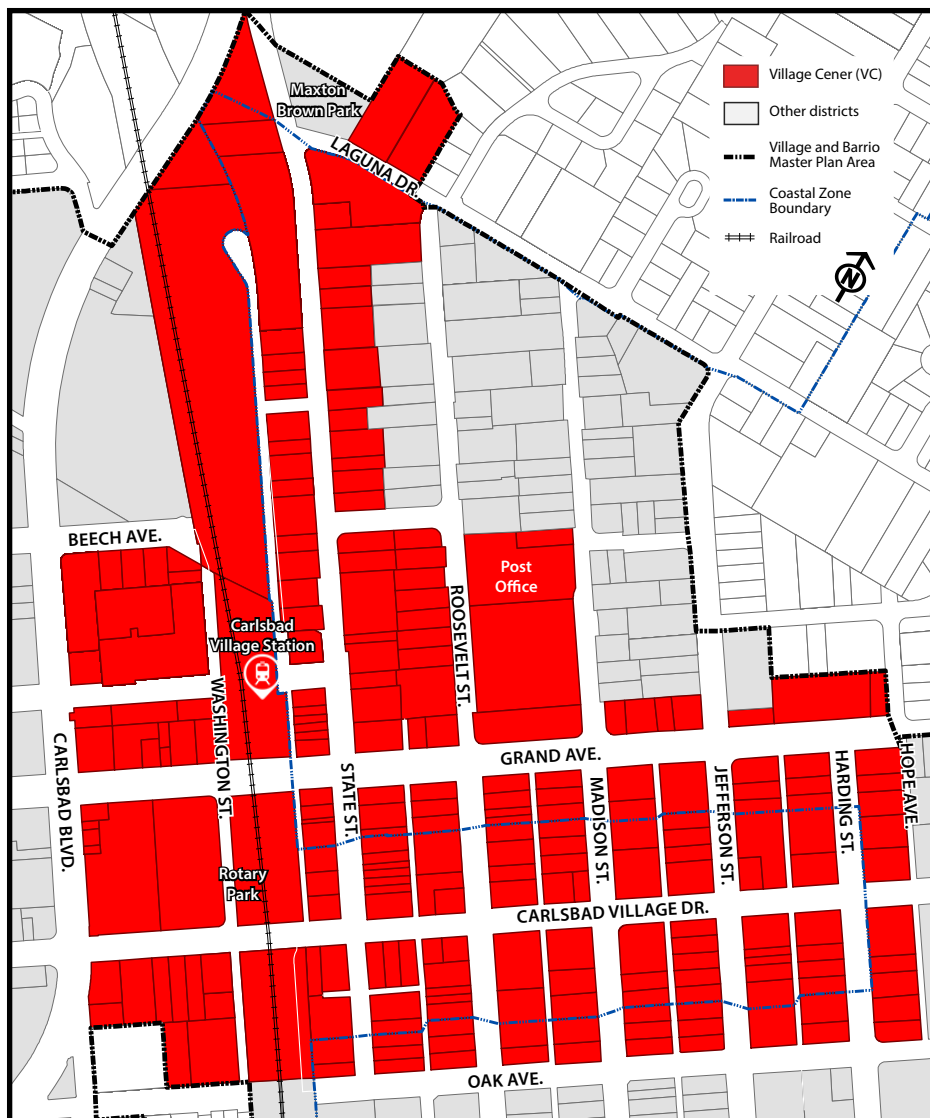 Maxton
Brown Park
LAGUNA DR.
Village Cener (VC)
Other districts
Village and Barrio
Master Plan Area
Coastal Zone
Boundary
Railroad
N
BEECH AVE.
Post
Office
ROOSEVELT ST.
Carlsbad
Village Station
WASHINGTON ST.
CARLSBAD BLVD.
STATE ST.
GRAND AVE.
MADISON ST.
JEFFERSON ST.
HARDING ST.
HOPE AVE.
Rotary
Park
CARLSBAD VILLAGE DR.
OAK AVE.